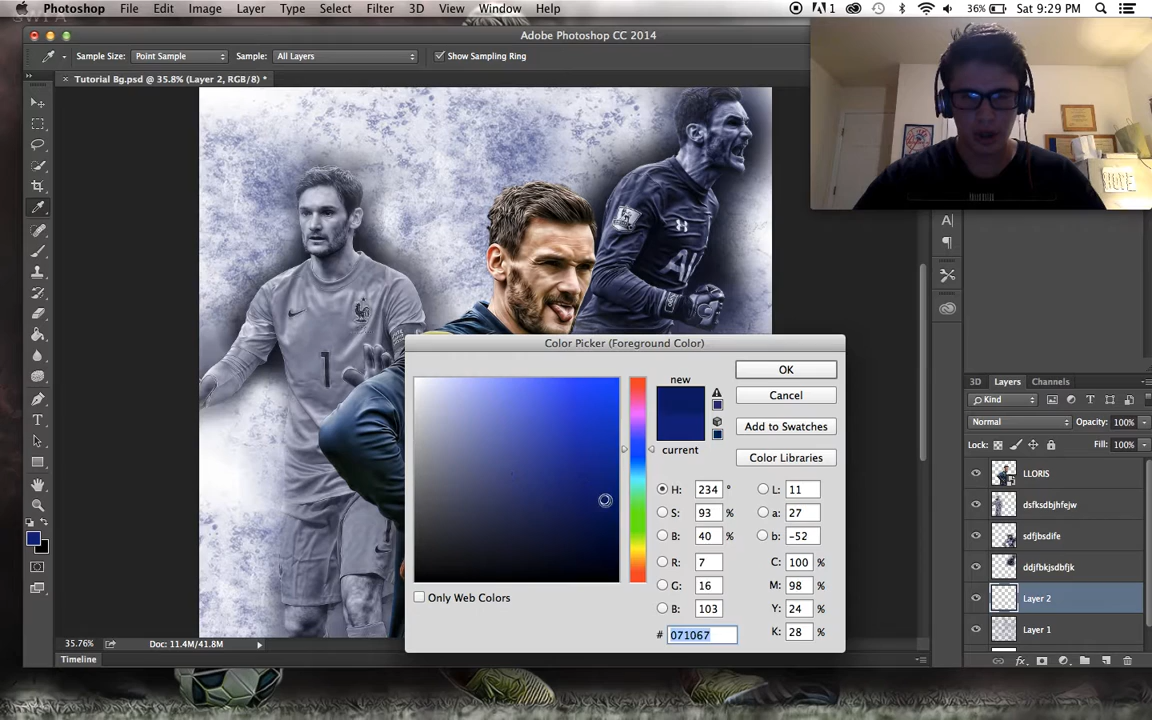 Photoshop File Edit Image Layer Type Select Filter 3D View Window Help 1 36% Sat 9:29 PM
Adobe Photoshop CC 2014
Sample Size: Point Sample Sample: All Layers Show Sampling Ring
× Tutorial Bg.psd @ 35.8% (Layer 2, RGB/8) *
1
Color Picker (Foreground Color)
new
current
OK
Cancel
Add to Swatches
Color Libraries
H: 234 ° L: 11
S: 93 % a: 27
B: 40 % b: -52
R: 7 C: 100 %
G: 16 M: 98 %
B: 103 Y: 24 %
# 071067 K: 28 %
Only Web Colors
3D Layers Channels
Kind
Normal Opacity: 100%
Lock: Fill: 100%
LLORIS
dsfksdbjhfejw
sdfjbsdife
ddjfbkjsdbfjk
Layer 2
Layer 1
35.76% Doc: 11.4M/41.8M
Timeline